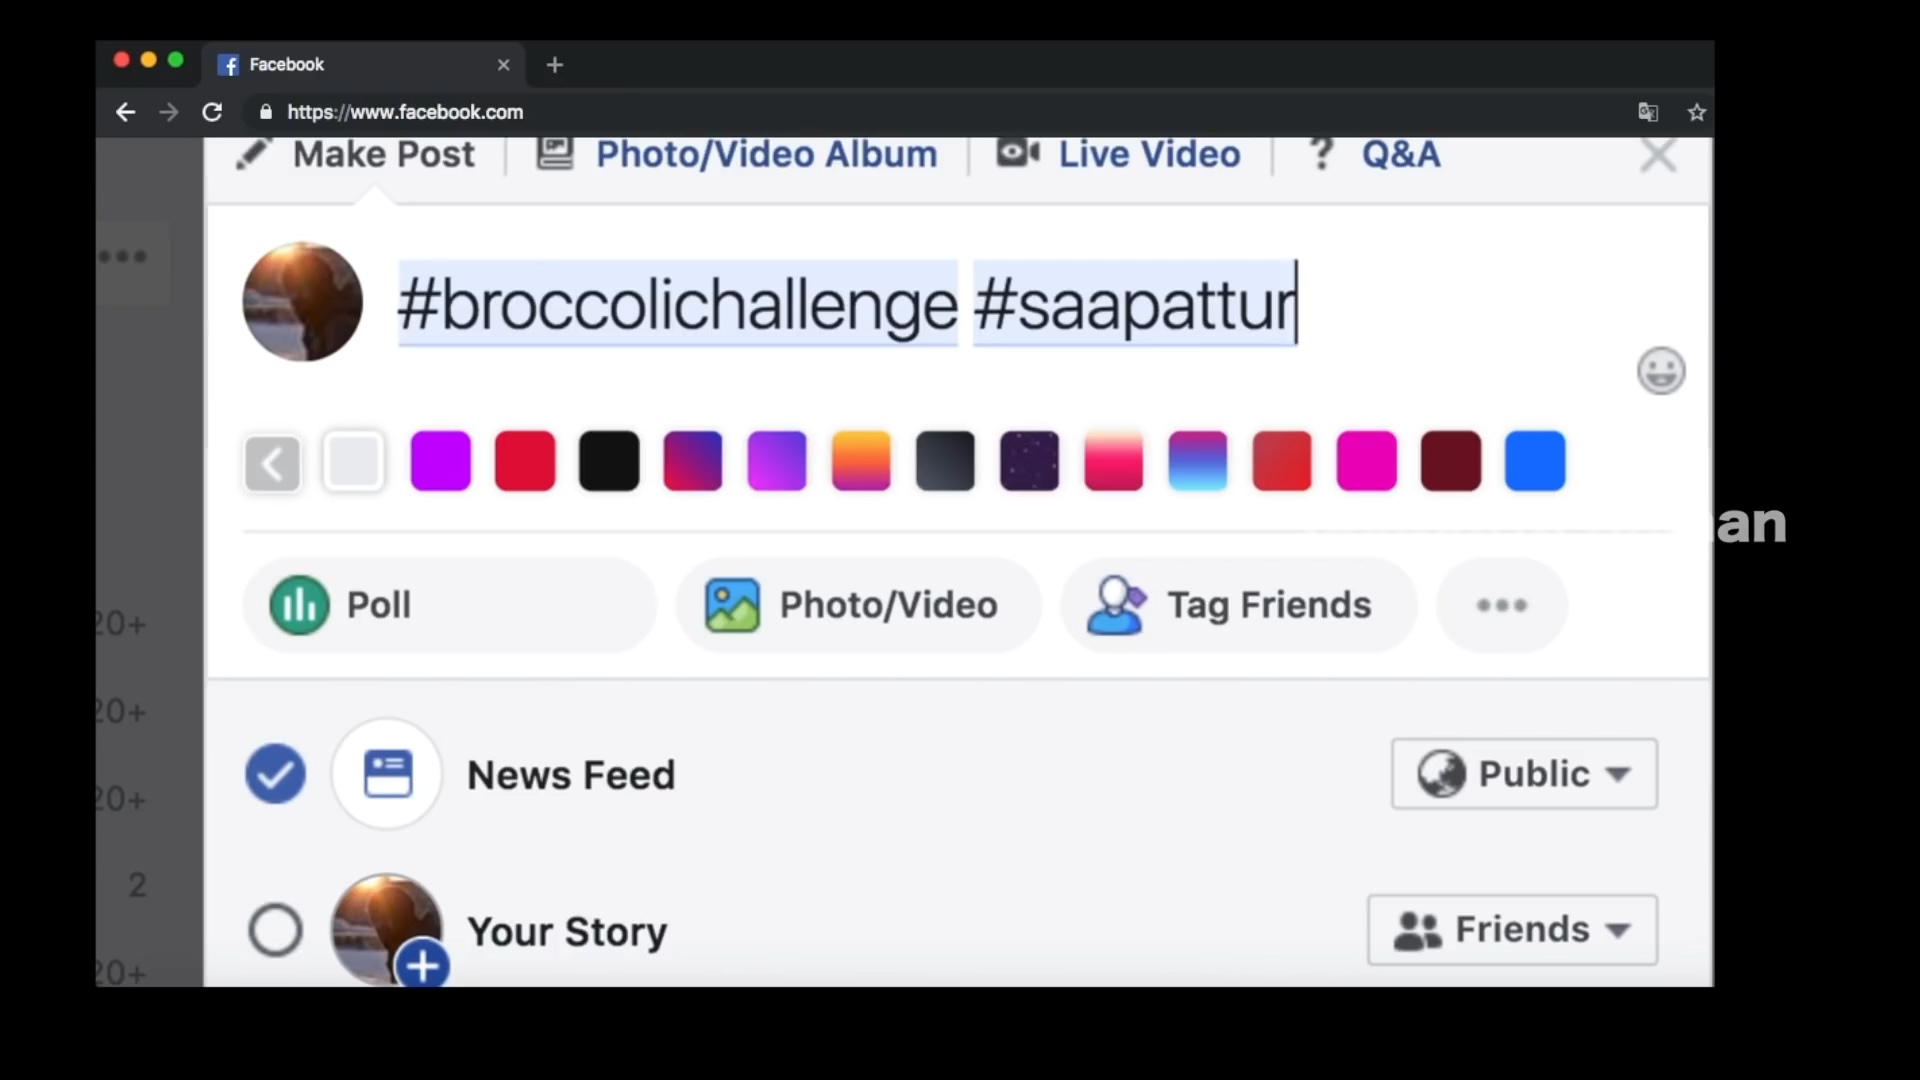 Facebook
https://www.facebook.com
Make Post
Photo/Video Album
Live Video
? Q&A
#broccolichallenge #saapattur
Poll
Photo/Video
Tag Friends
20+
20+
20+
2
20+
News Feed
Public
Your Story
Friends